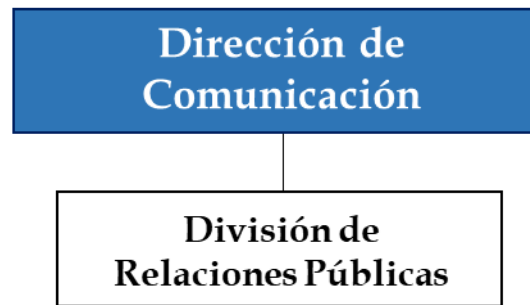 Dirección de
Comunicación
División de
Relaciones Públicas